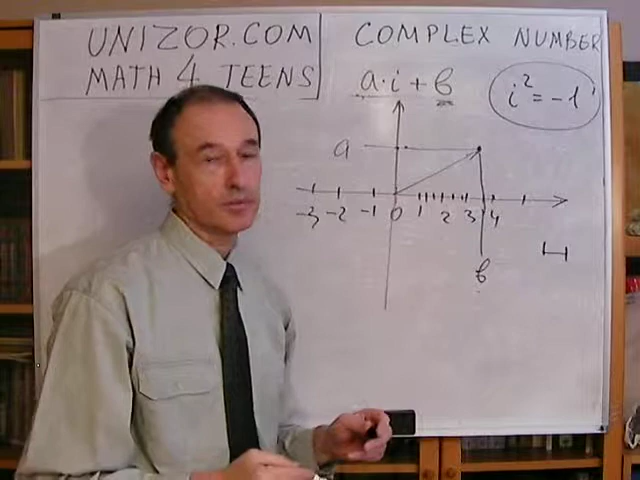 UNIZOR.COM
MATH 4 TEENS
COMPLEX NUMBER
a·i + b
i² = -1
a
-3 -2 -1 0 1 2 3 4
b